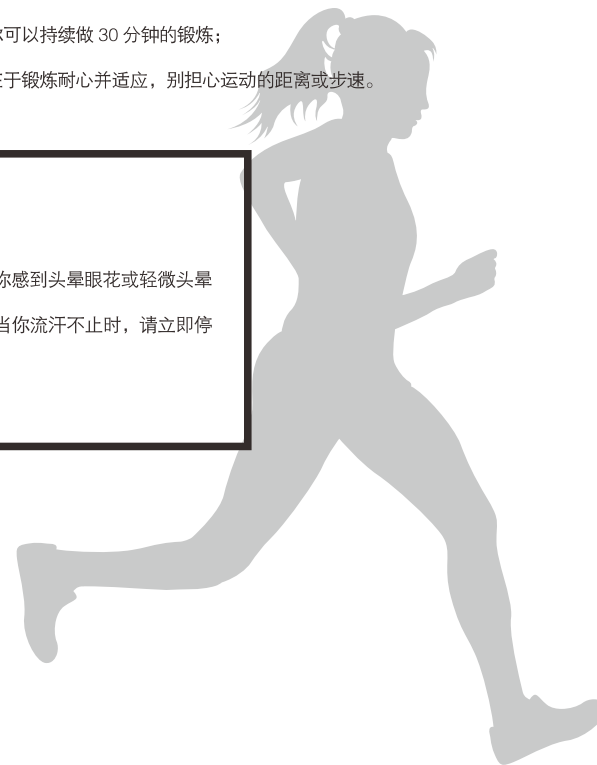 你可以持续做 30 分钟的锻炼；
在于锻炼耐心并适应，别担心运动的距离或步速。
你感到头晕眼花或轻微头晕
当你流汗不止时，请立即停